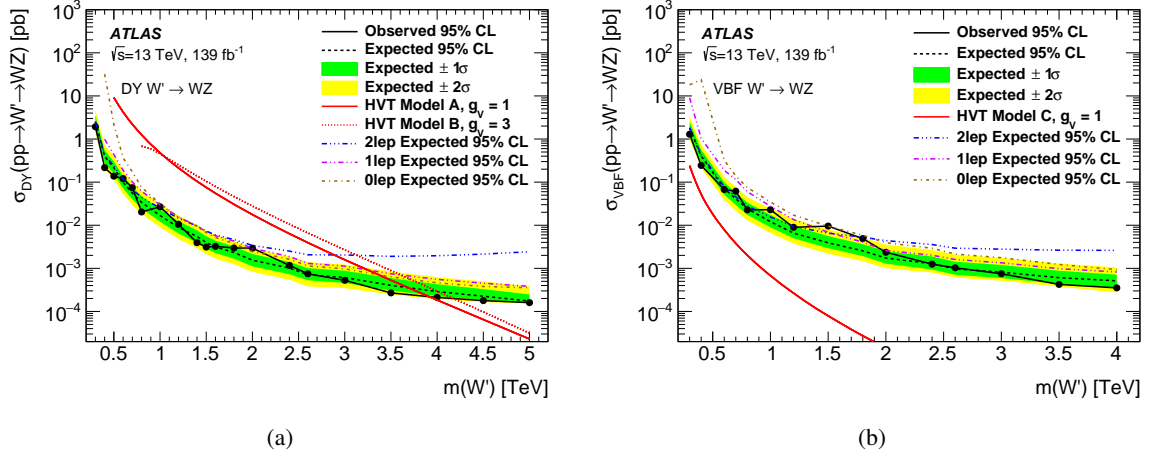 ATLAS
√s=13 TeV, 139 fb⁻¹
DY W' → WZ
Observed 95% CL
Expected 95% CL
Expected ± 1σ
Expected ± 2σ
HVT Model A, g_V = 1
HVT Model B, g_V = 3
2lep Expected 95% CL
1lep Expected 95% CL
0lep Expected 95% CL
σ_DY(pp→W'→WZ) [pb]
10³
10²
10
1
10⁻¹
10⁻²
10⁻³
10⁻⁴
0.5 1 1.5 2 2.5 3 3.5 4 4.5 5
m(W') [TeV]
(a)
ATLAS
√s=13 TeV, 139 fb⁻¹
VBF W' → WZ
Observed 95% CL
Expected 95% CL
Expected ± 1σ
Expected ± 2σ
HVT Model C, g_V = 1
2lep Expected 95% CL
1lep Expected 95% CL
0lep Expected 95% CL
σ_VBF(pp→W'→WZ) [pb]
10³
10²
10
1
10⁻¹
10⁻²
10⁻³
10⁻⁴
0.5 1 1.5 2 2.5 3 3.5 4
m(W') [TeV]
(b)